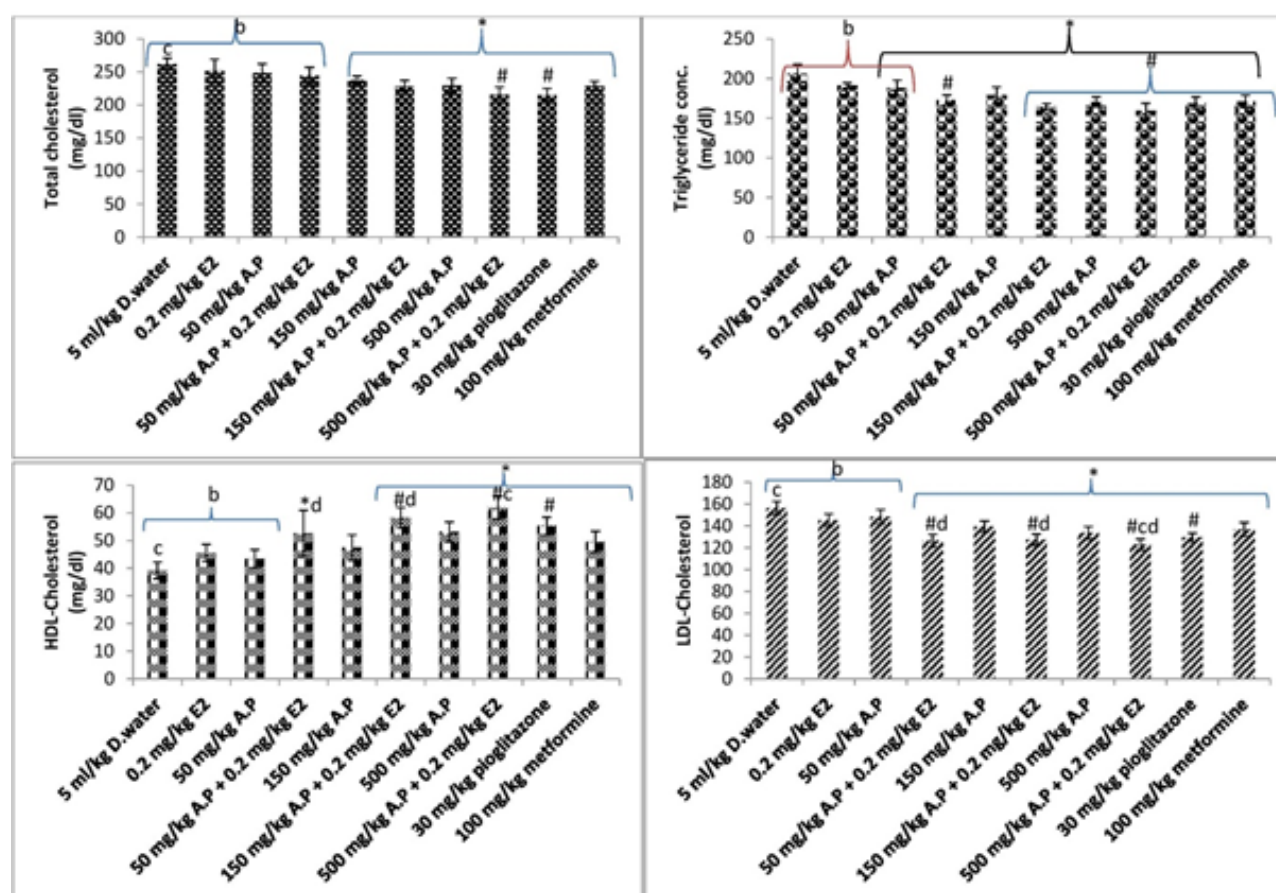 b
*
c
#
#
Total cholesterol
(mg/dl)
300
250
200
150
100
50
0
5 ml/kg D.water
0.2 mg/kg E2
50 mg/kg A.P
50 mg/kg A.P + 0.2 mg/kg E2
150 mg/kg A.P
150 mg/kg A.P + 0.2 mg/kg E2
500 mg/kg A.P
500 mg/kg A.P + 0.2 mg/kg E2
30 mg/kg pioglitazone
100 mg/kg metformine
b
*
#
#
Triglyceride conc.
(mg/dl)
250
200
150
100
50
0
5 ml/kg D.water
0.2 mg/kg E2
50 mg/kg A.P
50 mg/kg A.P + 0.2 mg/kg E2
150 mg/kg A.P
150 mg/kg A.P + 0.2 mg/kg E2
500 mg/kg A.P
500 mg/kg A.P + 0.2 mg/kg E2
30 mg/kg pioglitazone
100 mg/kg metformine
*
b
c
*d
#d
#c
#
HDL-Cholesterol
(mg/dl)
70
60
50
40
30
20
10
0
5 ml/kg D.water
0.2 mg/kg E2
50 mg/kg A.P
50 mg/kg A.P + 0.2 mg/kg E2
150 mg/kg A.P
150 mg/kg A.P + 0.2 mg/kg E2
500 mg/kg A.P
500 mg/kg A.P + 0.2 mg/kg E2
30 mg/kg pioglitazone
100 mg/kg metformine
b
*
c
#d
#d
#cd
#
LDL-Cholesterol
160
140
120
100
80
60
40
20
0
5 ml/kg D.water
0.2 mg/kg E2
50 mg/kg A.P
50 mg/kg A.P + 0.2 mg/kg E2
150 mg/kg A.P
150 mg/kg A.P + 0.2 mg/kg E2
500 mg/kg A.P
500 mg/kg A.P + 0.2 mg/kg E2
30 mg/kg pioglitazone
100 mg/kg metformine